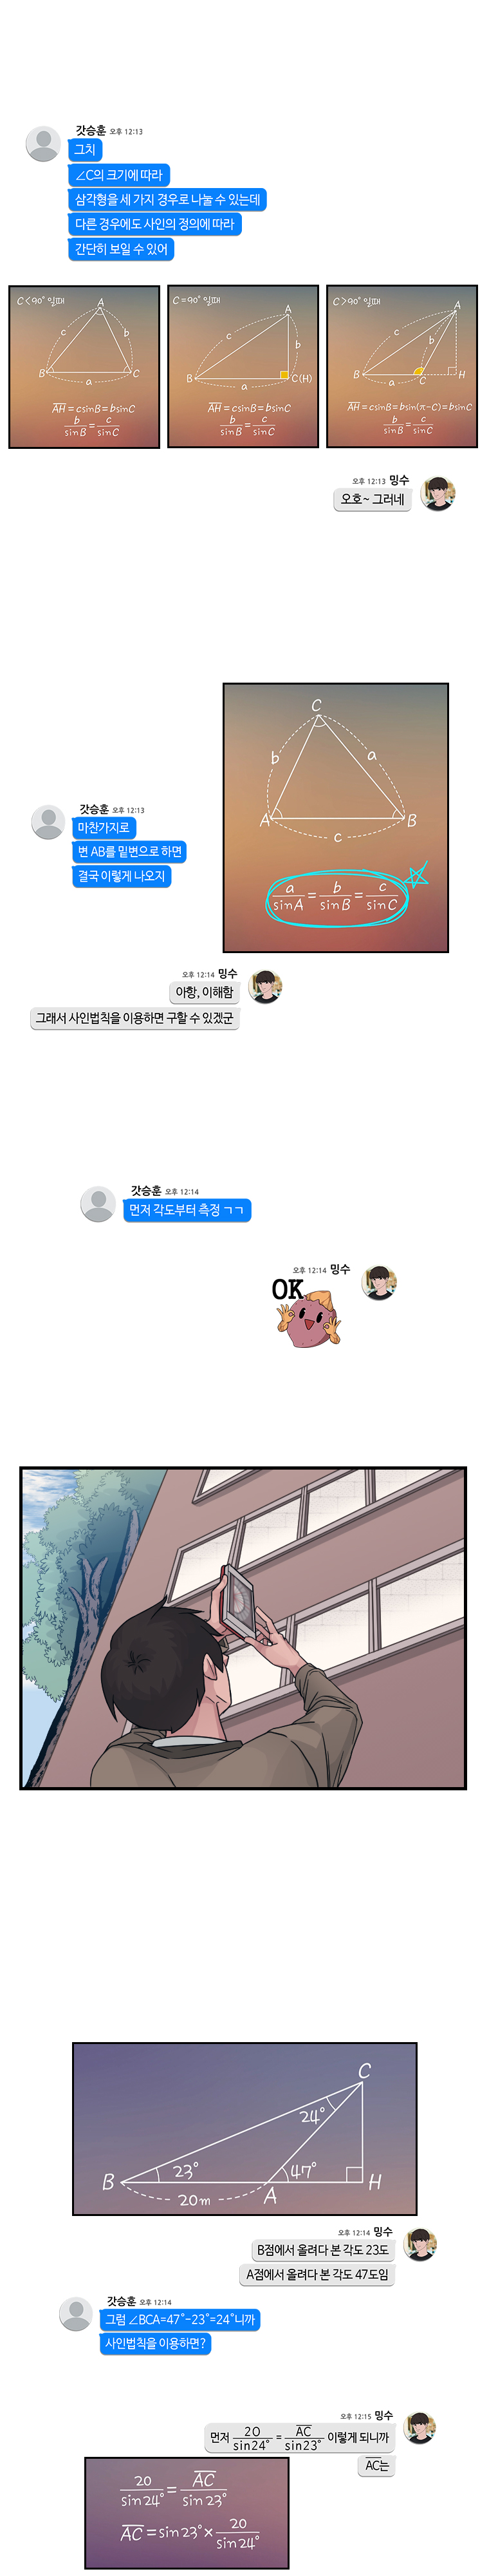 갓승훈 오후 12:13
그치
∠C의 크기에 따라
삼각형을 세 가지 경우로 나눌 수 있는데
다른 경우에도 사인의 정의에 따라
간단히 보일 수 있어
C<90° 일때
A
c
b
B
C
a
AH = csinB = bsinC
b/sinB = c/sinC
C=90° 일때
A
c
b
B
C(H)
a
AH = csinB = bsinC
b/sinB = c/sinC
C>90° 일때
A
c
b
B
a
C
H
AH = csinB = bsin(π-C) = bsinC
b/sinB = c/sinC
오후 12:13 밍수
오호~ 그러네
C
b
a
A
B
c
a/sinA = b/sinB = c/sinC
갓승훈 오후 12:13
마찬가지로
변 AB를 밑변으로 하면
결국 이렇게 나오지
오후 12:14 밍수
아항, 이해함
그래서 사인법칙을 이용하면 구할 수 있겠군
갓승훈 오후 12:14
먼저 각도부터 측정 ㄱㄱ
오후 12:14 밍수
OK
C
24°
B
23°
47°
H
20m
A
오후 12:14 밍수
B점에서 올려다 본 각도 23도
A점에서 올려다 본 각도 47도임
갓승훈 오후 12:14
그럼 ∠BCA=47°-23°=24°니까
사인법칙을 이용하면?
오후 12:15 밍수
먼저 20/sin24° = AC/sin23° 이렇게 되니까
AC는
20/sin24° = AC/sin23°
AC = sin23° × 20/sin24°